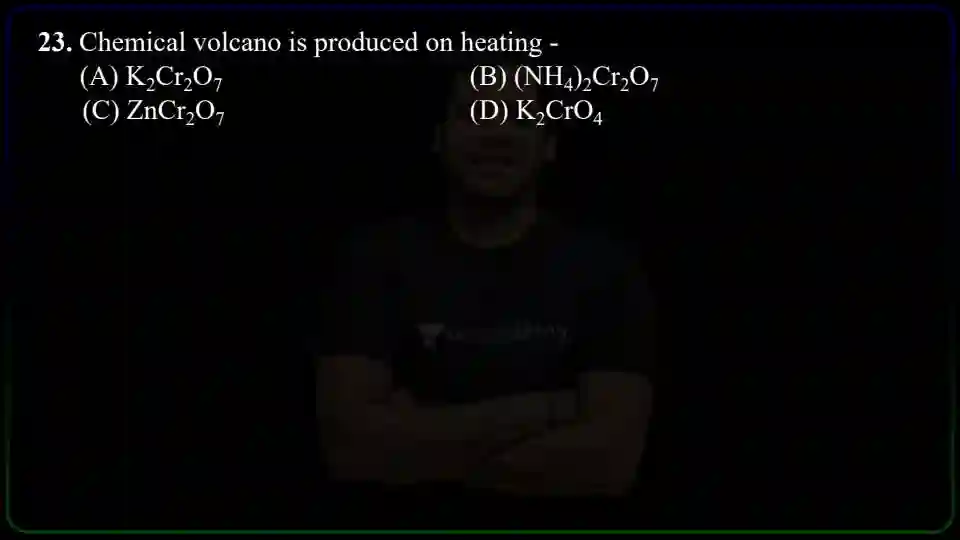 23. Chemical volcano is produced on heating -
(A) K₂Cr₂O₇ (B) (NH₄)₂Cr₂O₇
(C) ZnCr₂O₇ (D) K₂CrO₄